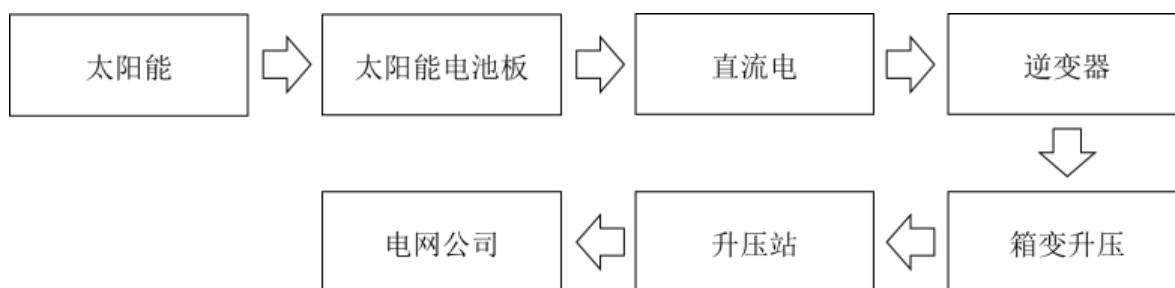 太阳能
太阳能电池板
直流电
逆变器
箱变升压
升压站
电网公司